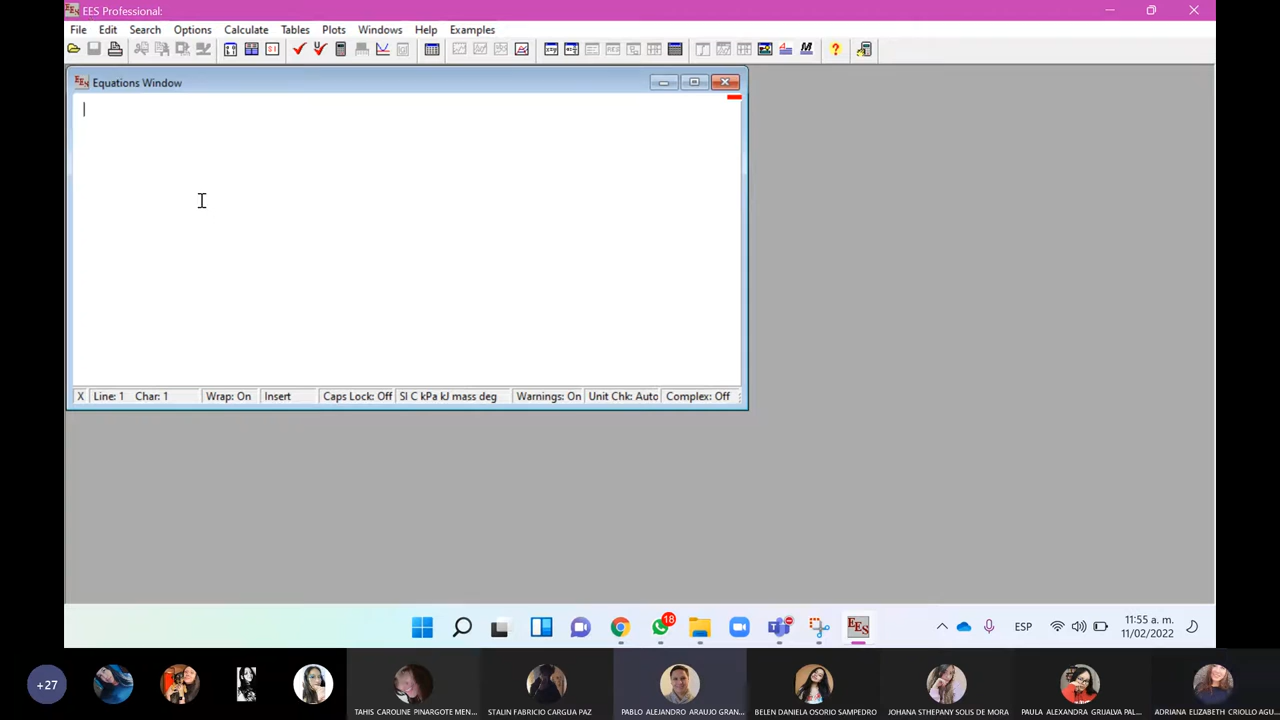 EES Professional:
File Edit Search Options Calculate Tables Plots Windows Help Examples
Equations Window
X Line: 1 Char: 1 Wrap: On Insert Caps Lock: Off SI C kPa kJ mass deg Warnings: On Unit Chk: Auto Complex: Off
18 EES ESP 11:55 a. m.
11/02/2022
+27
TAHIS CAROLINE PINARGOTE MEN... STALIN FABRICIO CARGUA PAZ PABLO ALEJANDRO ARAUJO GRAN... BELEN DANIELA OSORIO SAMPEDRO JOHANA STHEPANY SOLIS DE MORA PAULA ALEXANDRA GRIJALVA PAL... ADRIANA ELIZABETH CRIOLLO AGU...